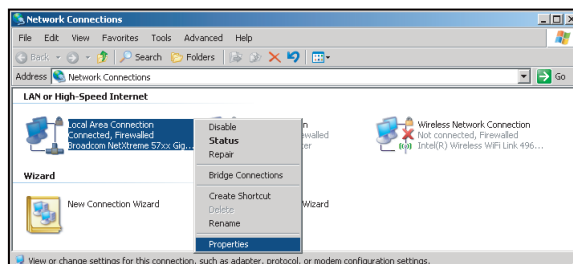 Network Connections
File Edit View Favorites Tools Advanced Help
Back Search Folders
Address Network Connections Go
LAN or High-Speed Internet
Local Area Connection
Connected, Firewalled
Broadcom NetXtreme 57xx Gig...
Wireless Network Connection
Not connected, Firewalled
Intel(R) Wireless WiFi Link 496...
Disable
Status
Repair
Bridge Connections
Create Shortcut
Delete
Rename
Properties
Wizard
New Connection Wizard
Wizard
View or change settings for this connection, such as adapter, protocol, or modem configuration settings.